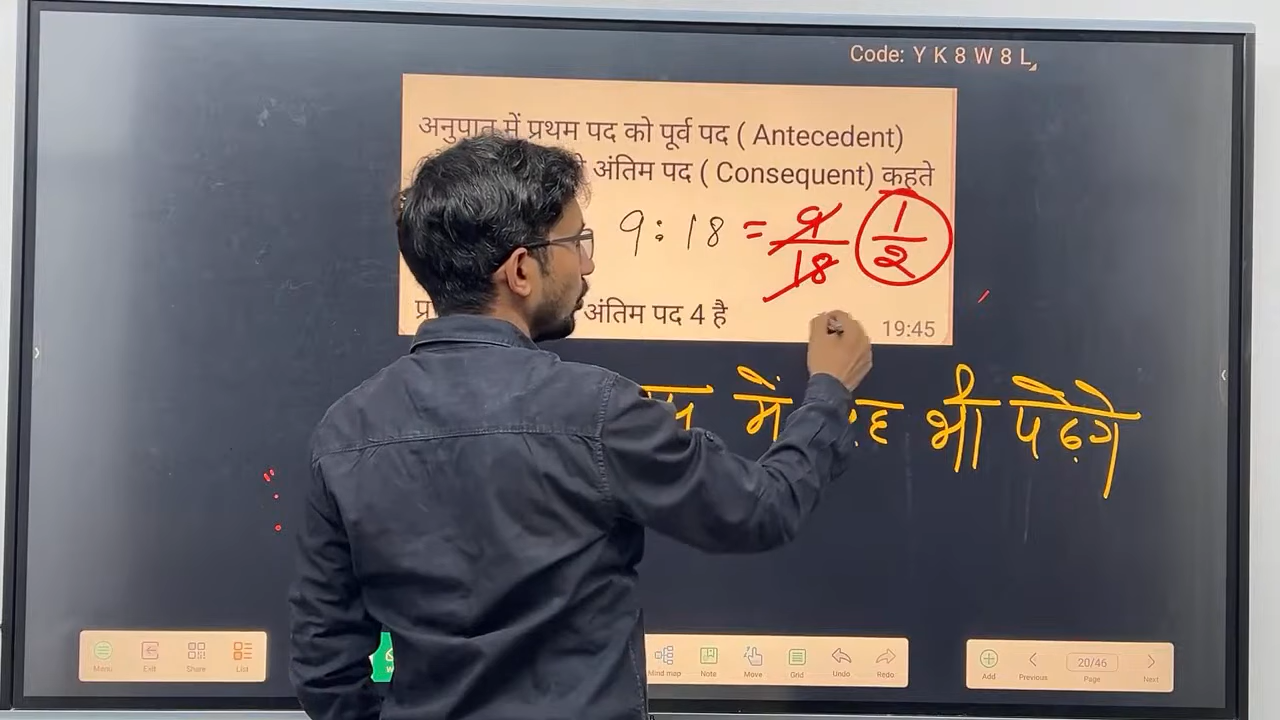 Code: Y K 8 W 8 L
अनुपात में प्रथम पद को पूर्व पद ( Antecedent)
अंतिम पद ( Consequent) कहते
9 : 18 = 9/18 1/2
अंतिम पद 4 है
19:45
में भी पढेगे
Menu Exit Share List
Mind map Note Move Grid Undo Redo
Add Previous 20/46 Page Next